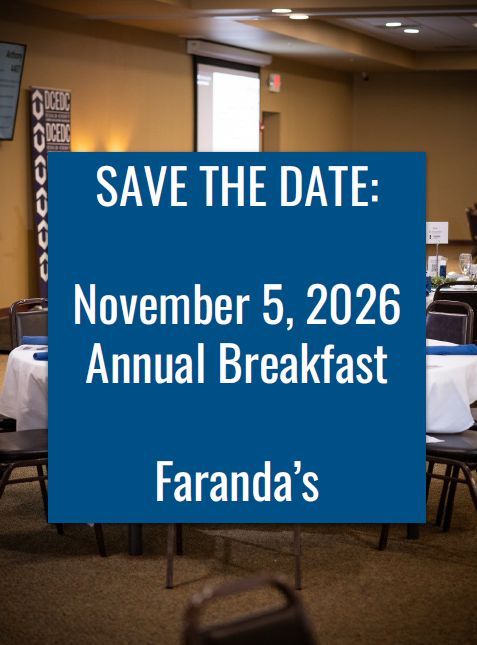 DCEDC
DCEDC
SAVE THE DATE:
November 5, 2026
Annual Breakfast
Faranda’s